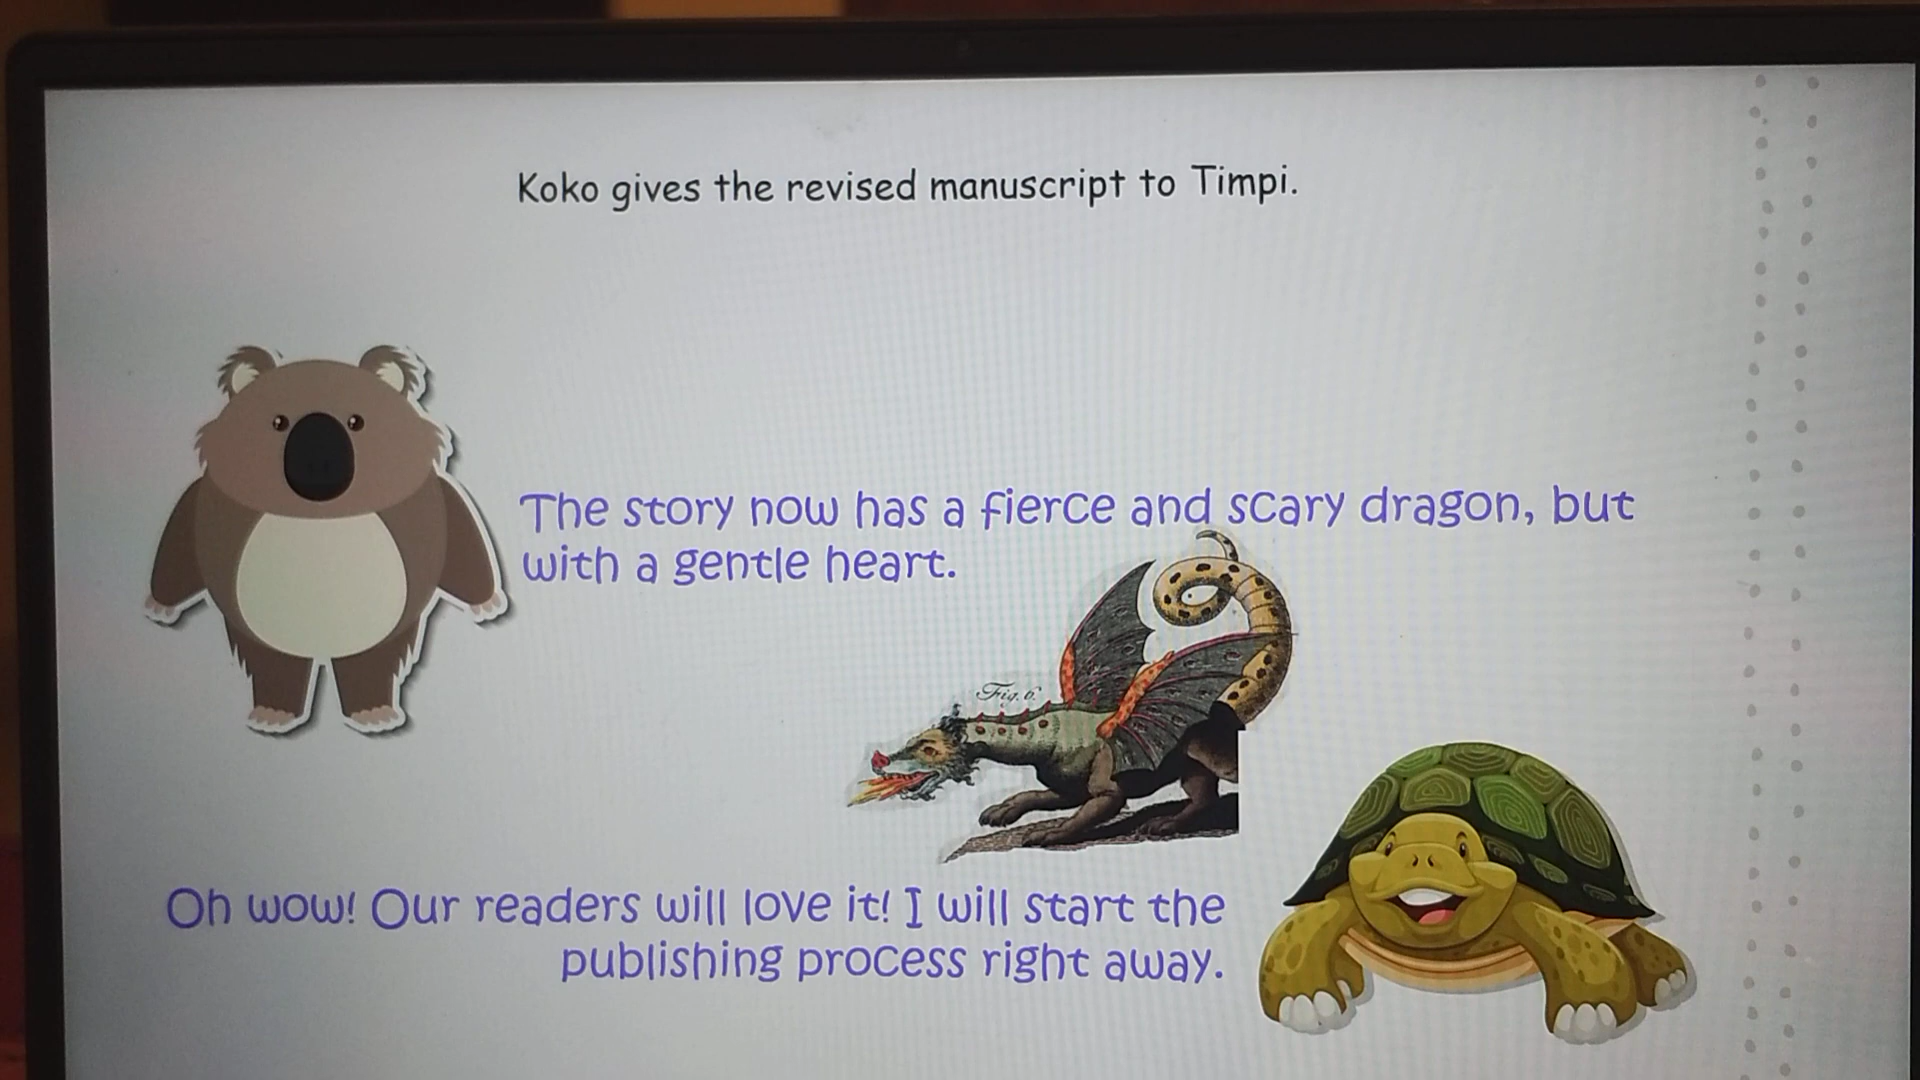 Koko gives the revised manuscript to Timpi.
The story now has a fierce and scary dragon, but
with a gentle heart.
Fig. 6.
Oh wow! Our readers will love it! I will start the
publishing process right away.